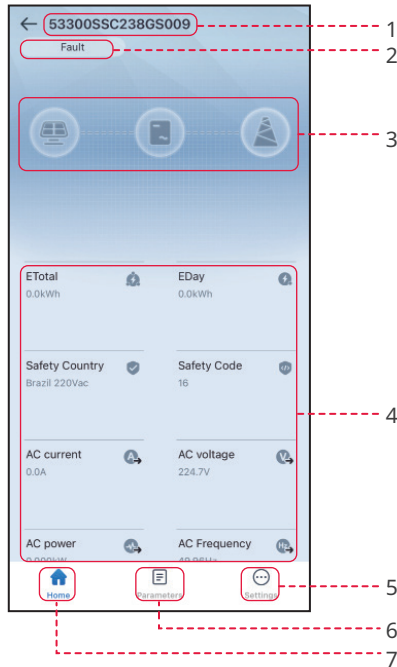 53300SSC238GS009
1
Fault
2
3
ETotal
EDay
0.0kWh
0.0kWh
Safety Country
Safety Code
Brazil 220Vac
16
4
AC current
AC voltage
0.0A
224.7V
AC power
AC Frequency
Home
Parameters
Settings
5
6
7